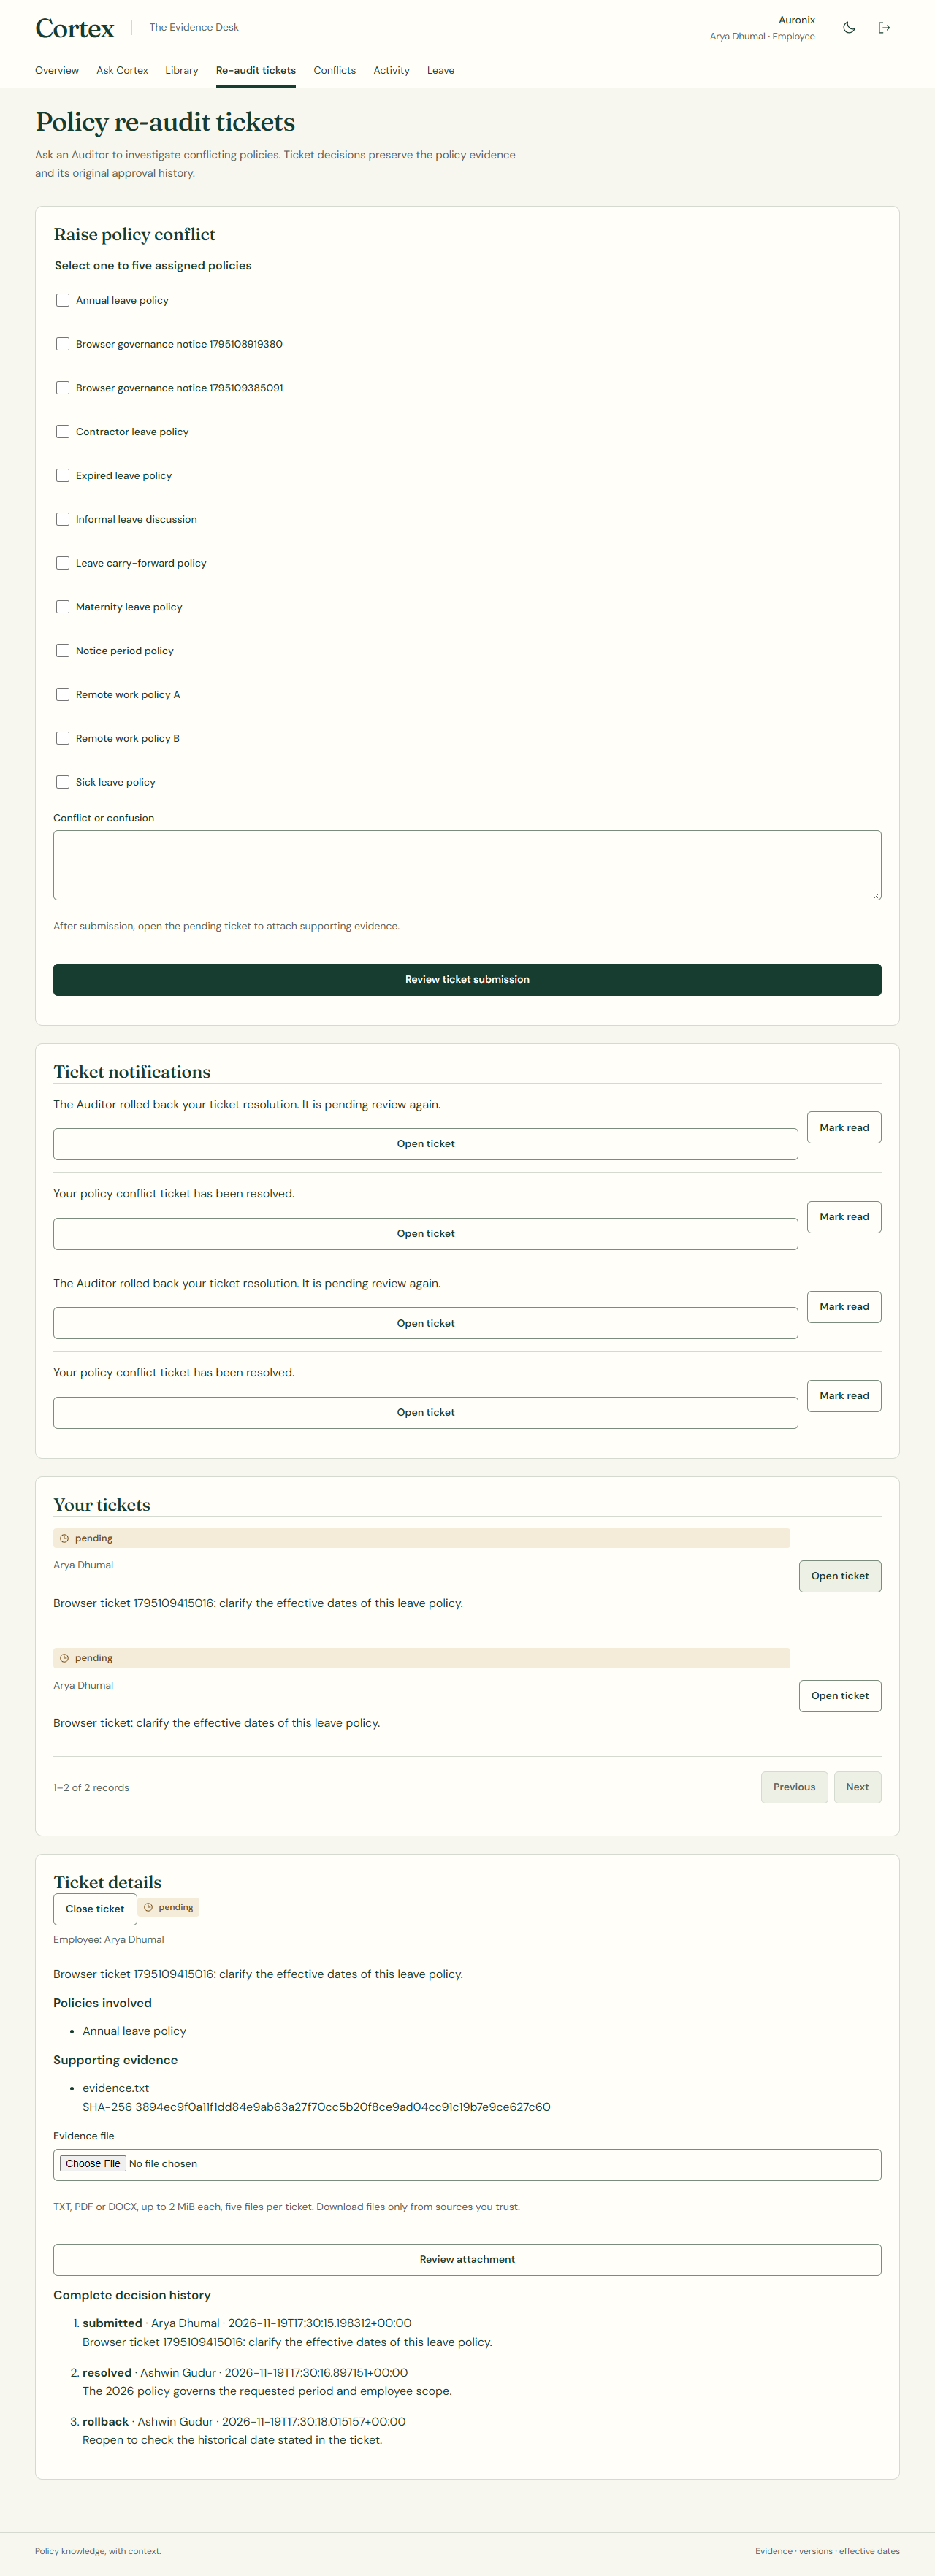 Cortex
The Evidence Desk
Auronix
Arya Dhumal · Employee
Overview
Ask Cortex
Library
Re-audit tickets
Conflicts
Activity
Leave
Policy re-audit tickets
Ask an Auditor to investigate conflicting policies. Ticket decisions preserve the policy evidence
and its original approval history.
Raise policy conflict
Select one to five assigned policies
Annual leave policy
Browser governance notice 1795108919380
Browser governance notice 1795109385091
Contractor leave policy
Expired leave policy
Informal leave discussion
Leave carry-forward policy
Maternity leave policy
Notice period policy
Remote work policy A
Remote work policy B
Sick leave policy
Conflict or confusion
After submission, open the pending ticket to attach supporting evidence.
Review ticket submission
Ticket notifications
The Auditor rolled back your ticket resolution. It is pending review again.
Mark read
Open ticket
Your policy conflict ticket has been resolved.
Mark read
Open ticket
The Auditor rolled back your ticket resolution. It is pending review again.
Mark read
Open ticket
Your policy conflict ticket has been resolved.
Mark read
Open ticket
Your tickets
pending
Arya Dhumal
Open ticket
Browser ticket 1795109415016: clarify the effective dates of this leave policy.
pending
Arya Dhumal
Open ticket
Browser ticket: clarify the effective dates of this leave policy.
1–2 of 2 records
Previous
Next
Ticket details
Close ticket
pending
Employee: Arya Dhumal
Browser ticket 1795109415016: clarify the effective dates of this leave policy.
Policies involved
• Annual leave policy
Supporting evidence
• evidence.txt
SHA-256 3894ec9f0a11f1dd84e9ab63a27f70cc5b20f8ce9ad04cc91c19b7e9ce627c60
Evidence file
Choose File No file chosen
TXT, PDF or DOCX, up to 2 MiB each, five files per ticket. Download files only from sources you trust.
Review attachment
Complete decision history
1. submitted · Arya Dhumal · 2026-11-19T17:30:15.198312+00:00
Browser ticket 1795109415016: clarify the effective dates of this leave policy.
2. resolved · Ashwin Gudur · 2026-11-19T17:30:16.897151+00:00
The 2026 policy governs the requested period and employee scope.
3. rollback · Ashwin Gudur · 2026-11-19T17:30:18.015157+00:00
Reopen to check the historical date stated in the ticket.
Policy knowledge, with context.
Evidence · versions · effective dates